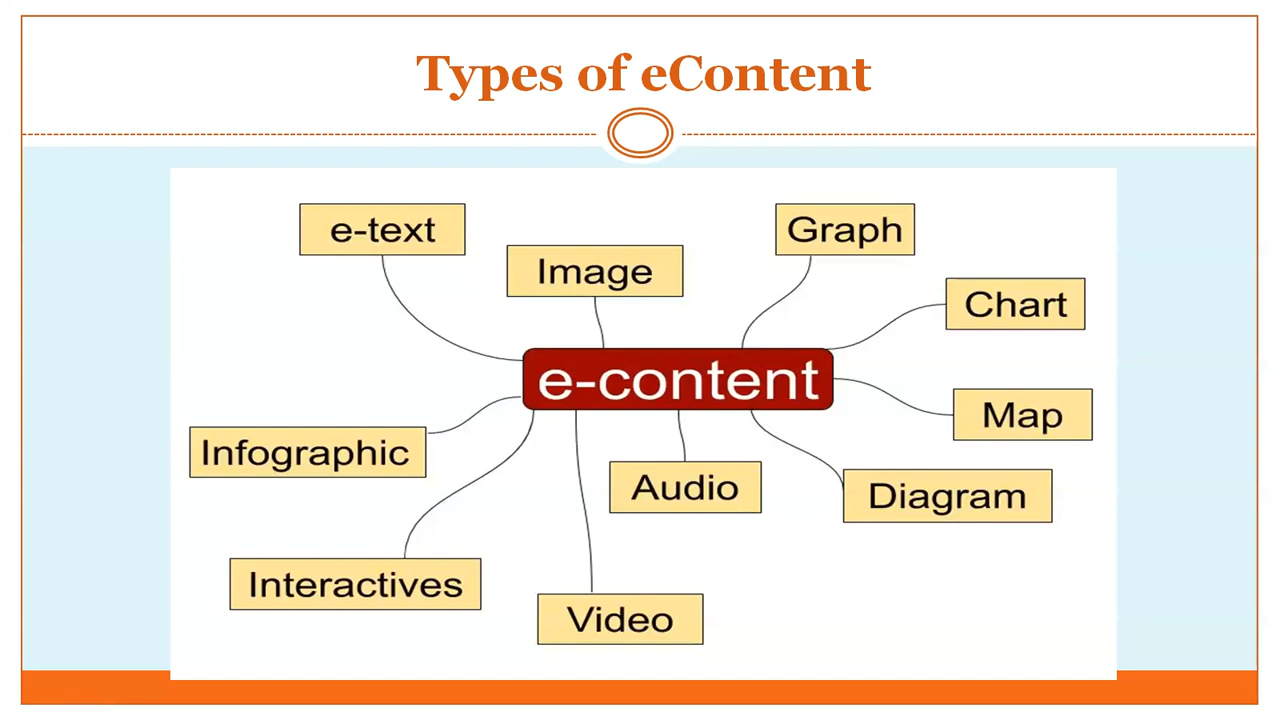 Types of eContent
e-text
Graph
Image
Chart
e-content
Map
Infographic
Audio
Diagram
Interactives
Video